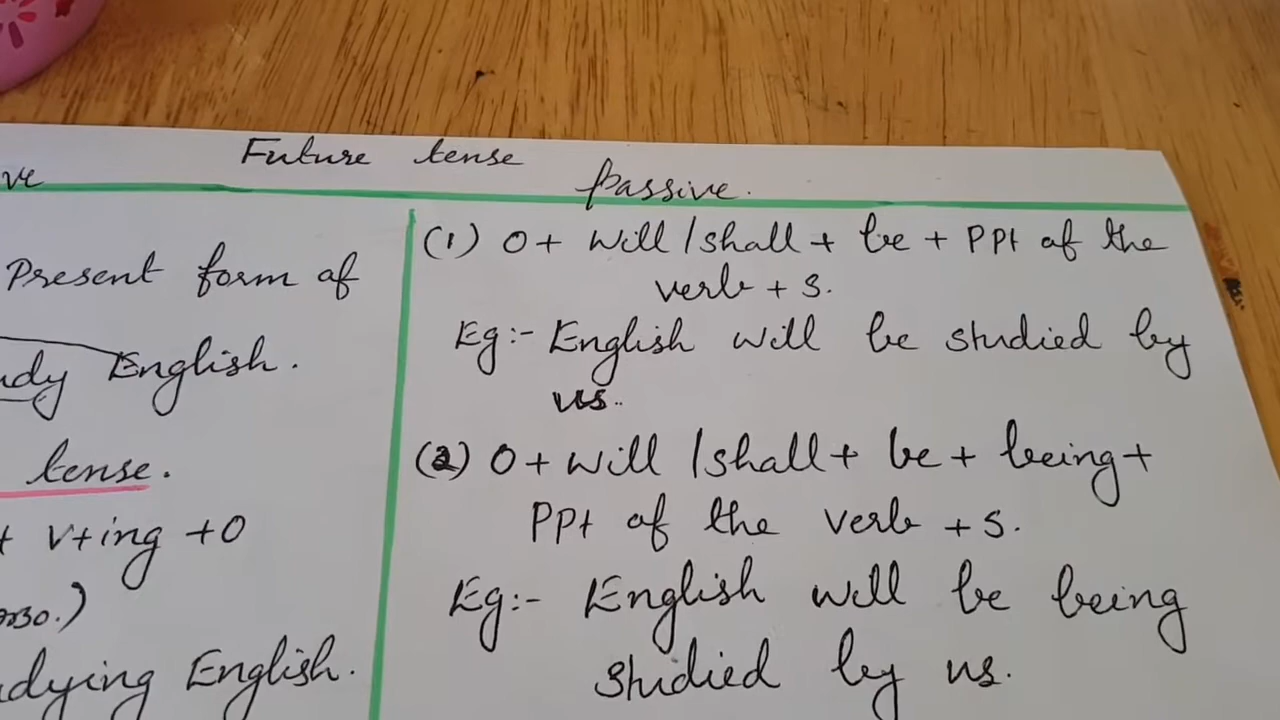 Future tense
ve
Passive.
Present form of
udy English.
tense.
+ v+ing +O
udying English.
(1) O + will / shall + be + PPt of the
verb + S.
Eg:- English will be studied by
us..
(2) O + will / shall + be + being +
PPt of the verb + S.
Eg:- English will be being
studied by us.